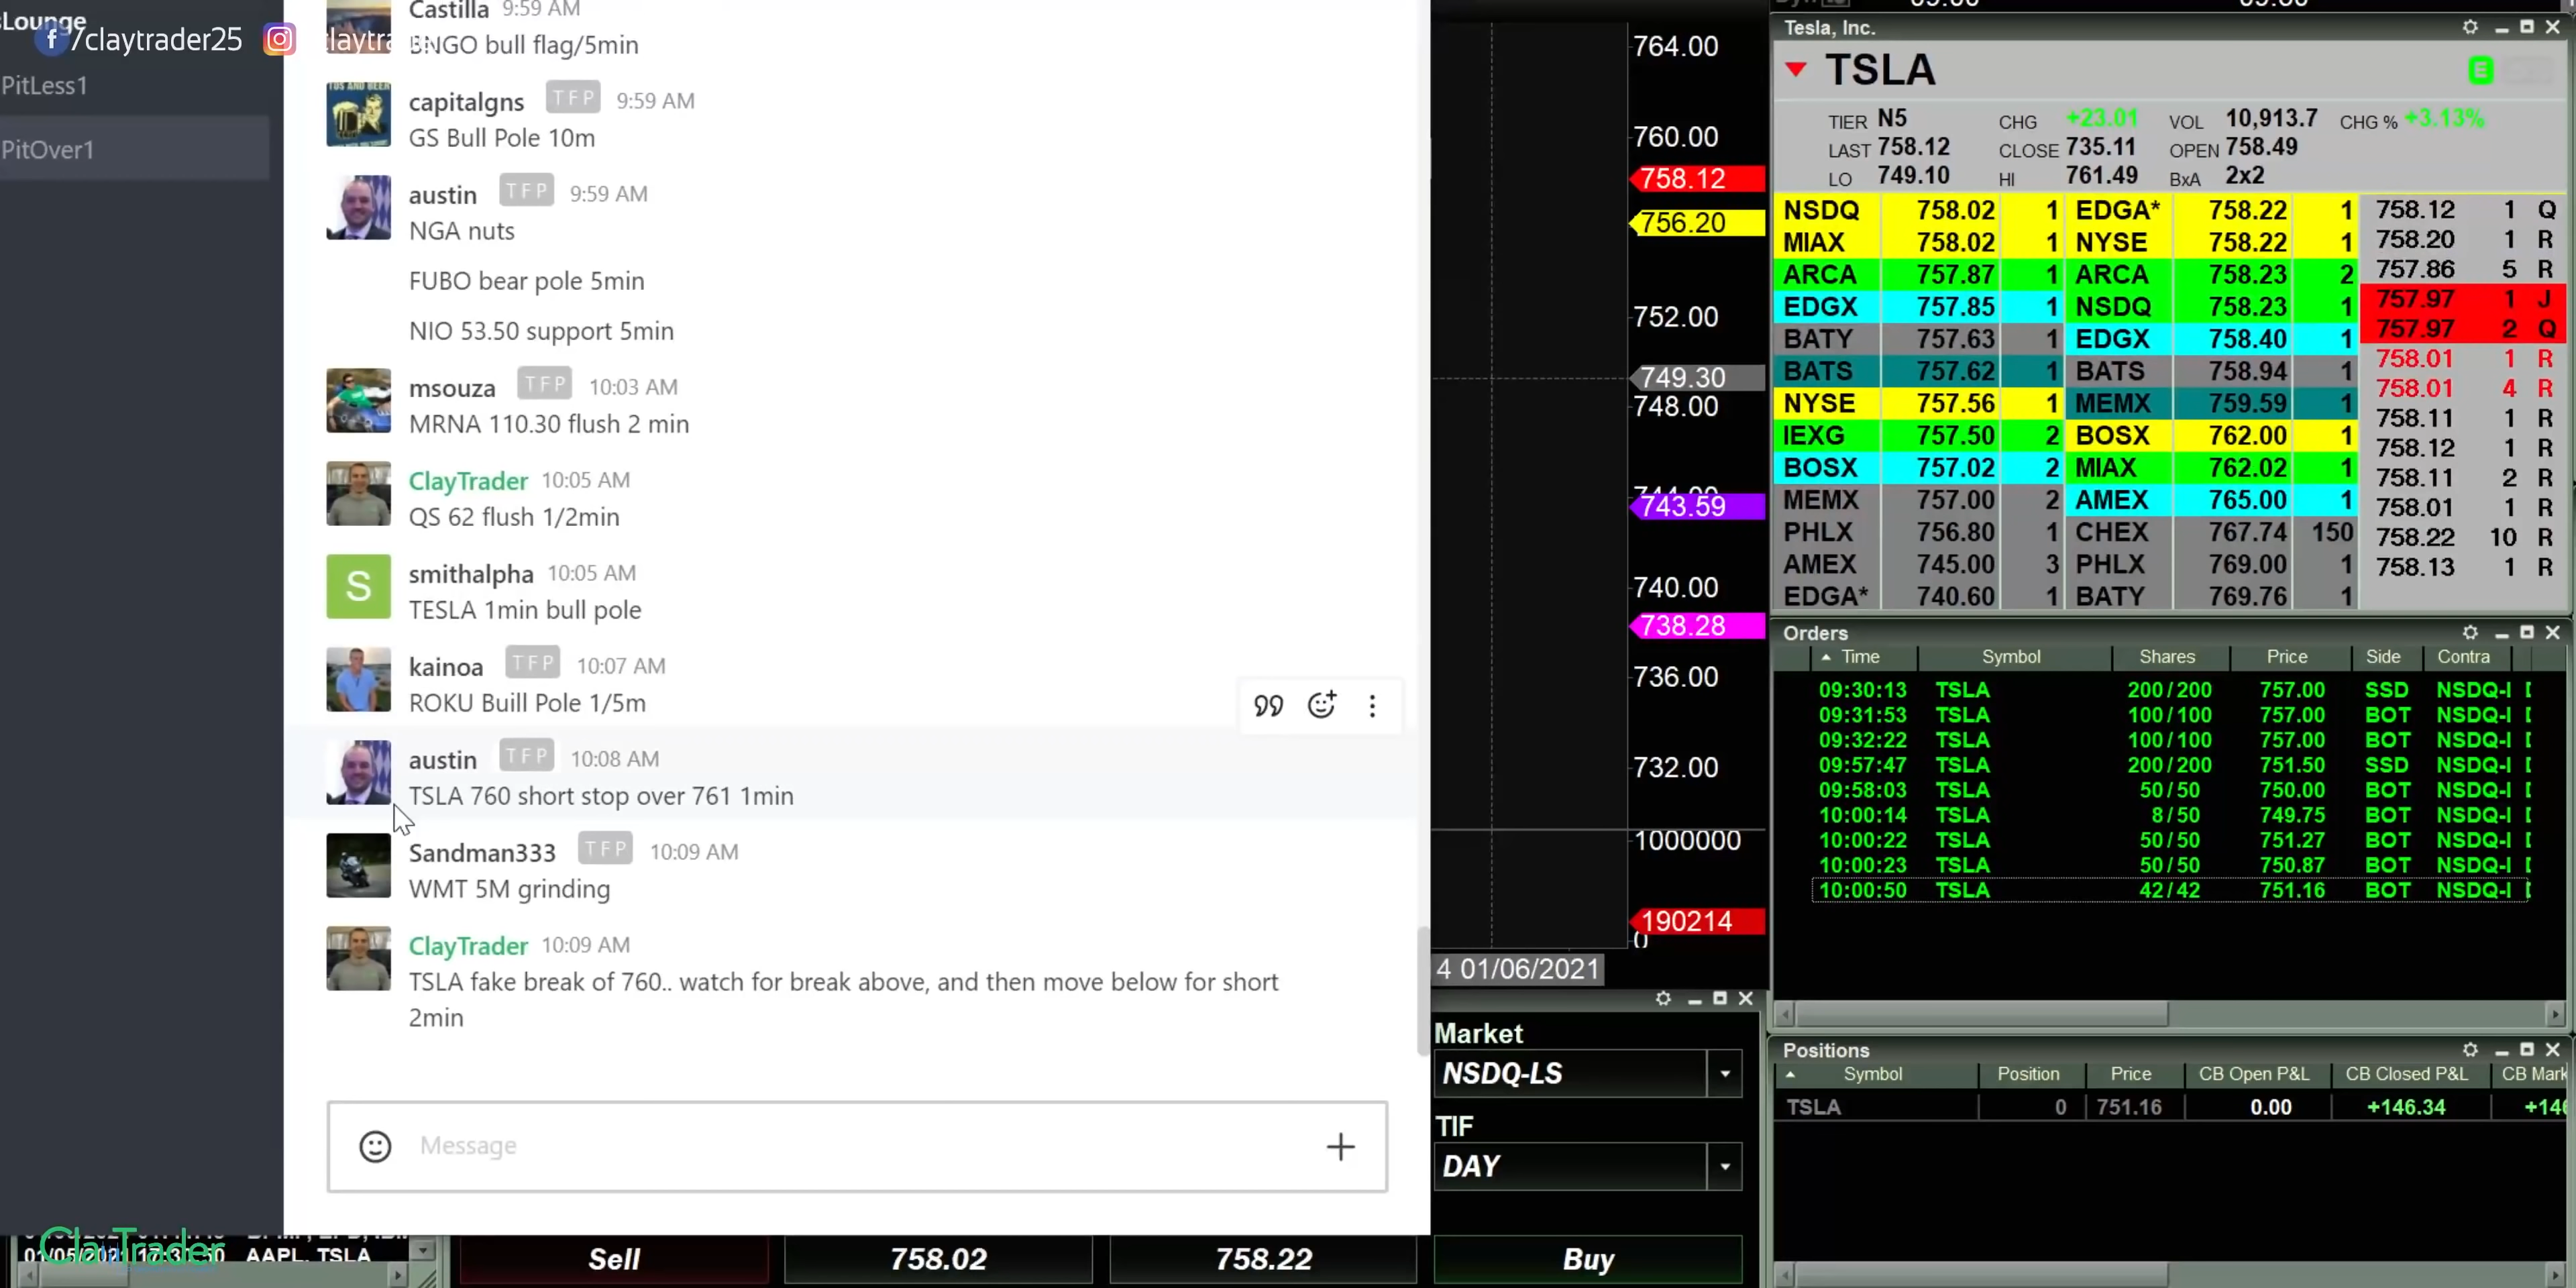 sLounge
/claytrader25
PitLess1
PitOver1
Castilla 9:59 AM
BNGO bull flag/5min
capitalgns TFP 9:59 AM
GS Bull Pole 10m
austin TFP 9:59 AM
NGA nuts
FUBO bear pole 5min
NIO 53.50 support 5min
msouza TFP 10:03 AM
MRNA 110.30 flush 2 min
ClayTrader 10:05 AM
QS 62 flush 1/2min
S
smithalpha 10:05 AM
TESLA 1min bull pole
kainoa TFP 10:07 AM
ROKU Buill Pole 1/5m
austin TFP 10:08 AM
TSLA 760 short stop over 761 1min
Sandman333 TFP 10:09 AM
WMT 5M grinding
ClayTrader 10:09 AM
TSLA fake break of 760.. watch for break above, and then move below for short
2min
Message
ClayTrader
AAPL, TSLA
Sell 758.02 758.22 Buy
764.00
760.00
758.12
756.20
752.00
749.30
748.00
743.59
740.00
738.28
736.00
732.00
1000000
190214
0
4 01/06/2021
Market
NSDQ-LS
TIF
DAY
Tesla, Inc.
TSLA E
TIER N5 CHG +23.01 VOL 10,913.7 CHG % +3.13%
LAST 758.12 CLOSE 735.11 OPEN 758.49
LO 749.10 HI 761.49 BxA 2x2
NSDQ 758.02 1 EDGA* 758.22 1
MIAX 758.02 1 NYSE 758.22 1
ARCA 757.87 1 ARCA 758.23 2
EDGX 757.85 1 NSDQ 758.23 1
BATY 757.63 1 EDGX 758.40 1
BATS 757.62 1 BATS 758.94 1
NYSE 757.56 1 MEMX 759.59 1
IEXG 757.50 2 BOSX 762.00 1
BOSX 757.02 2 MIAX 762.02 1
MEMX 757.00 2 AMEX 765.00 1
PHLX 756.80 1 CHEX 767.74 150
AMEX 745.00 3 PHLX 769.00 1
EDGA* 740.60 1 BATY 769.76 1
758.12 1 Q
758.20 1 R
757.86 5 R
757.97 1 J
757.97 2 Q
758.01 1 R
758.01 4 R
758.11 1 R
758.12 1 R
758.11 2 R
758.01 1 R
758.22 10 R
758.13 1 R
Orders
Time Symbol Shares Price Side Contra
09:30:13 TSLA 200/200 757.00 SSD NSDQ-I
09:31:53 TSLA 100/100 757.00 BOT NSDQ-I
09:32:22 TSLA 100/100 757.00 BOT NSDQ-I
09:57:47 TSLA 200/200 751.50 SSD NSDQ-I
09:58:03 TSLA 50/50 750.00 BOT NSDQ-I
10:00:14 TSLA 8/50 749.75 BOT NSDQ-I
10:00:22 TSLA 50/50 751.27 BOT NSDQ-I
10:00:23 TSLA 50/50 750.87 BOT NSDQ-I
10:00:50 TSLA 42/42 751.16 BOT NSDQ-I
Positions
Symbol Position Price CB Open P&L CB Closed P&L CB Mark
TSLA 0 751.16 0.00 +146.34 +146